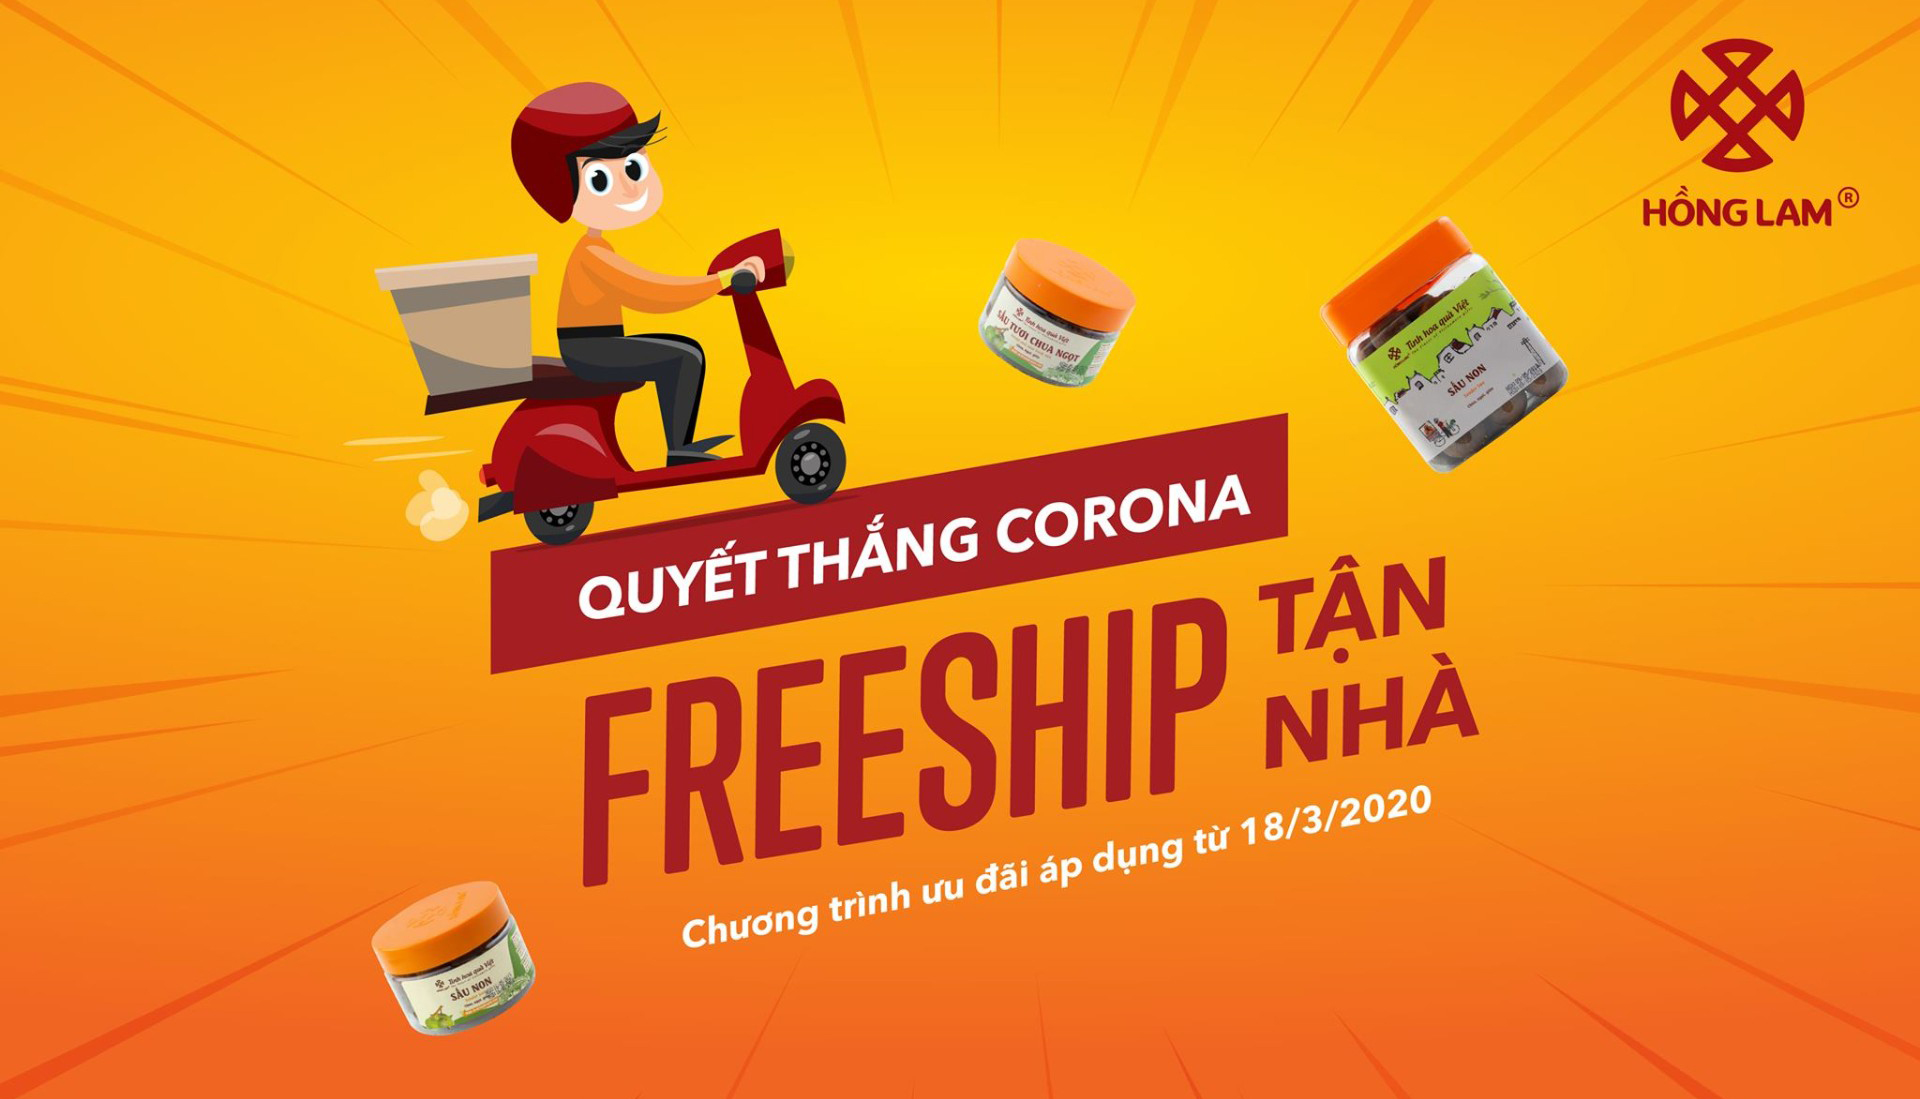 HỒNG LAM®
Tinh hoa quà Việt
SẤU TƯƠI CHUA NGỌT
Tinh hoa quà Việt
SẤU NON
QUYẾT THẮNG CORONA
FREESHIP TẬN
NHÀ
Chương trình ưu đãi áp dụng từ 18/3/2020
Tinh hoa quà Việt
SẤU NON